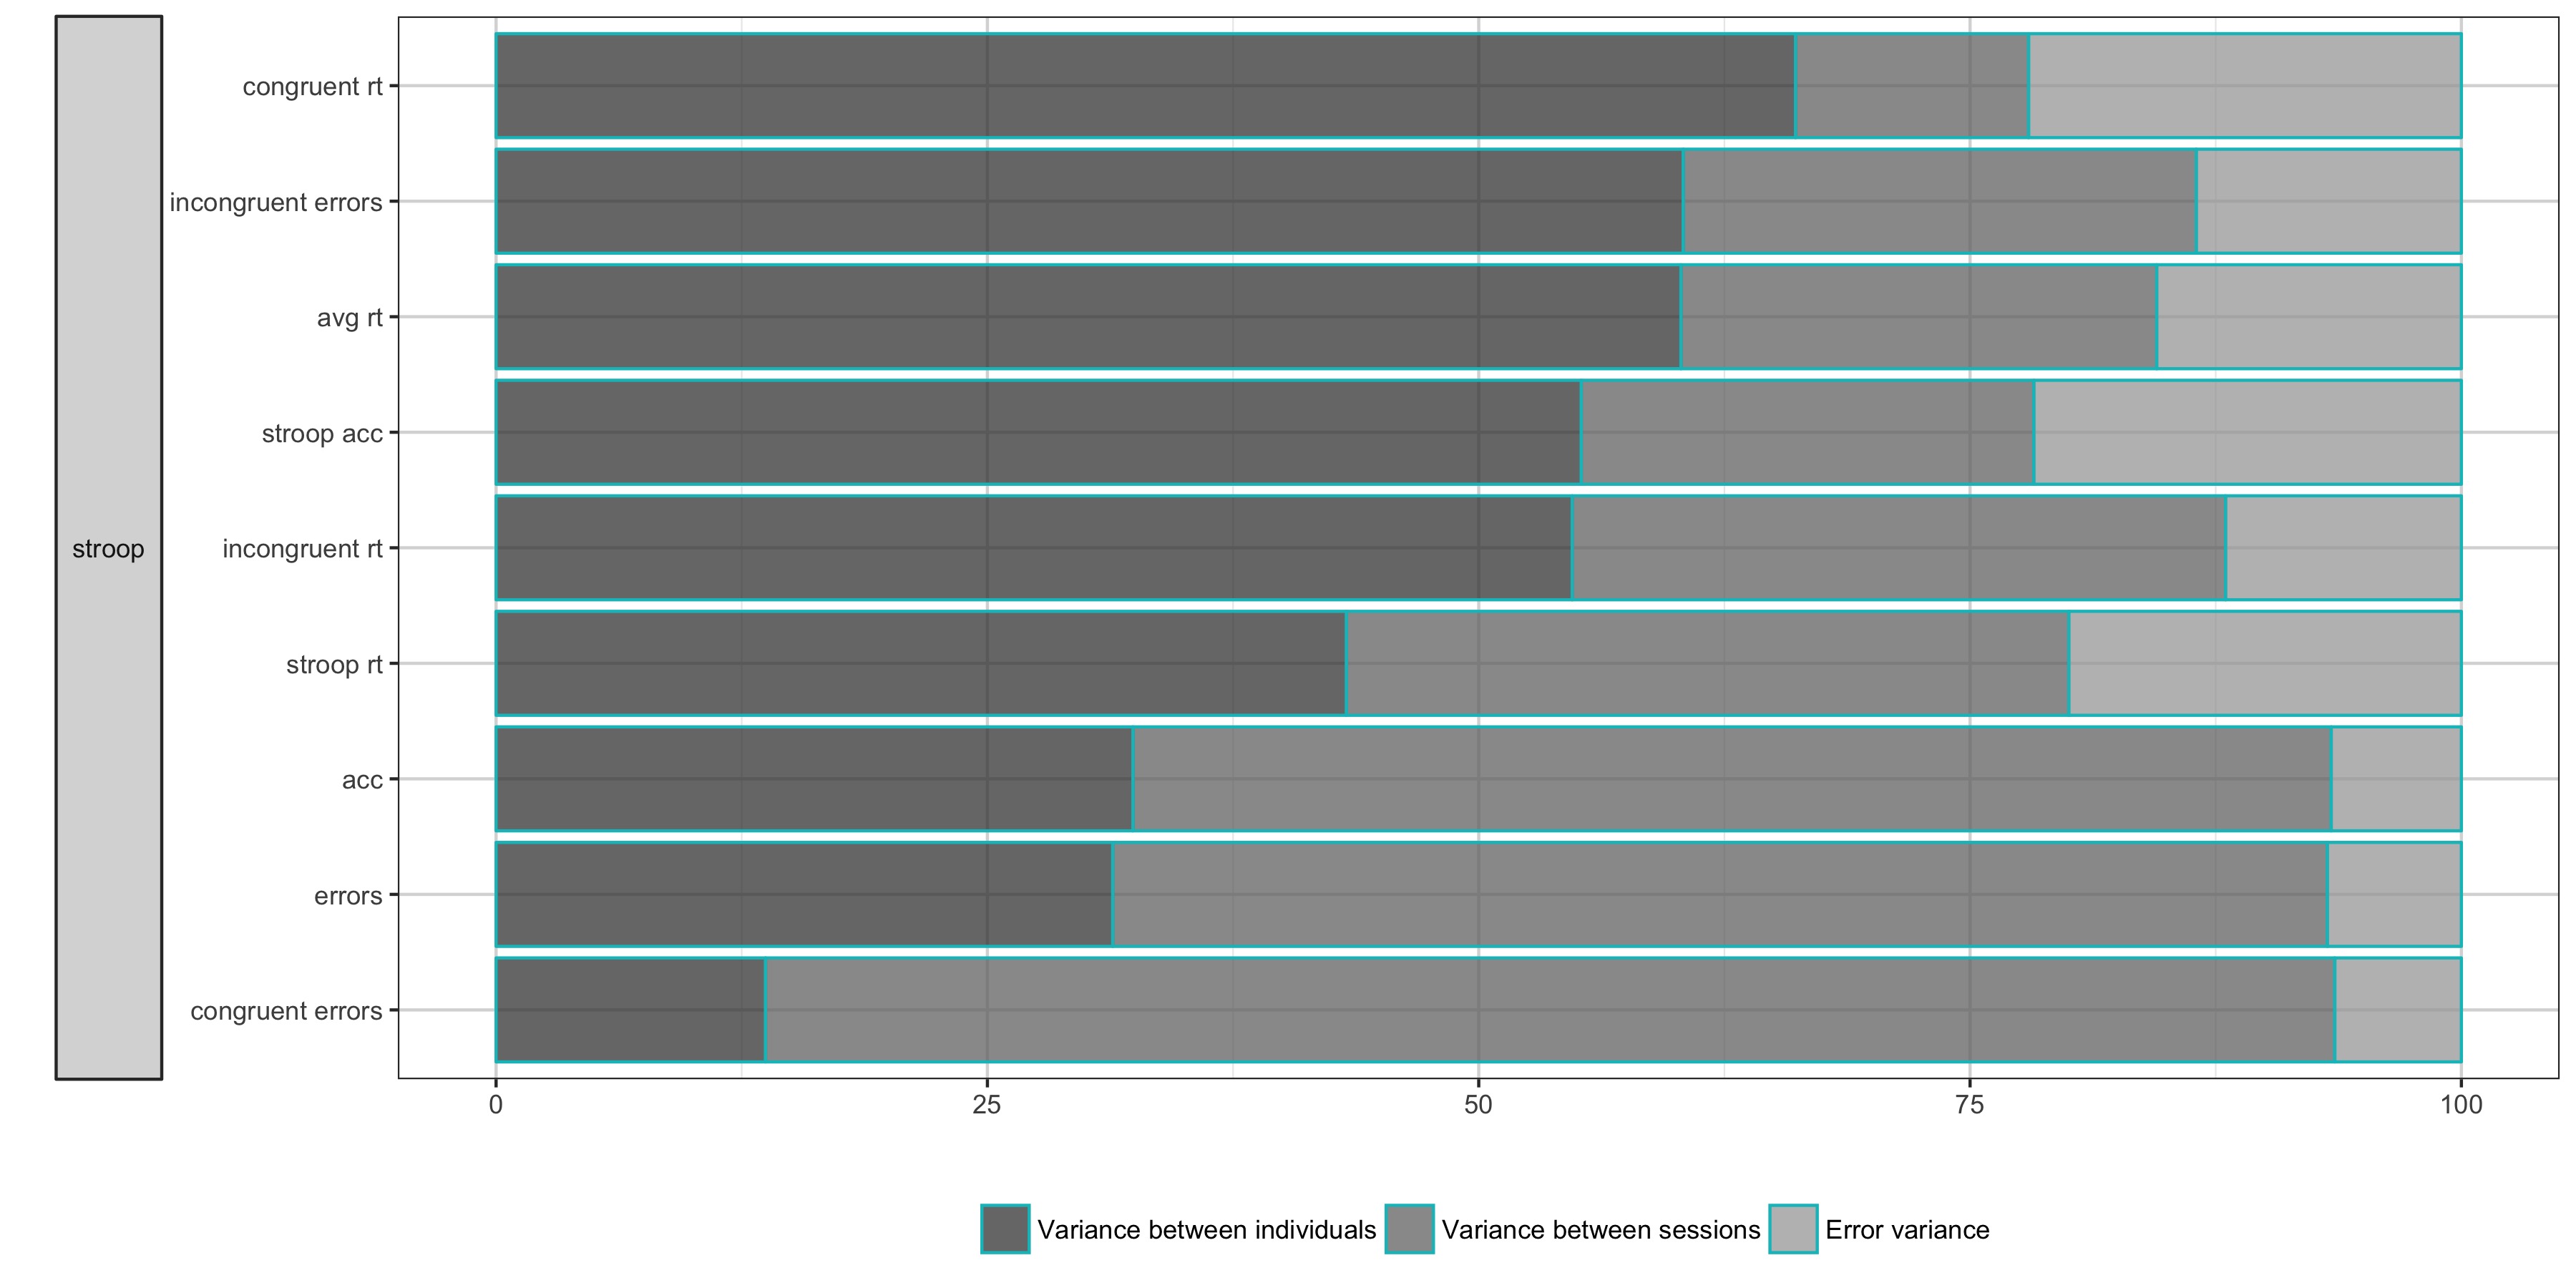 stroop
congruent rt
incongruent errors
avg rt
stroop acc
incongruent rt
stroop rt
acc
errors
congruent errors
0 25 50 75 100
Variance between individuals Variance between sessions Error variance